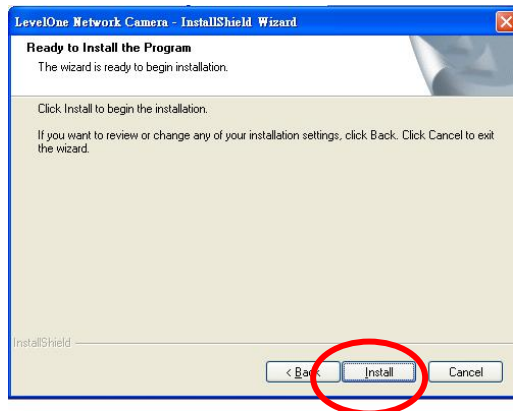 LevelOne Network Camera - InstallShield Wizard
Ready to Install the Program
The wizard is ready to begin installation.
Click Install to begin the installation.
If you want to review or change any of your installation settings, click Back. Click Cancel to exit
the wizard.
InstallShield
< Back Install Cancel